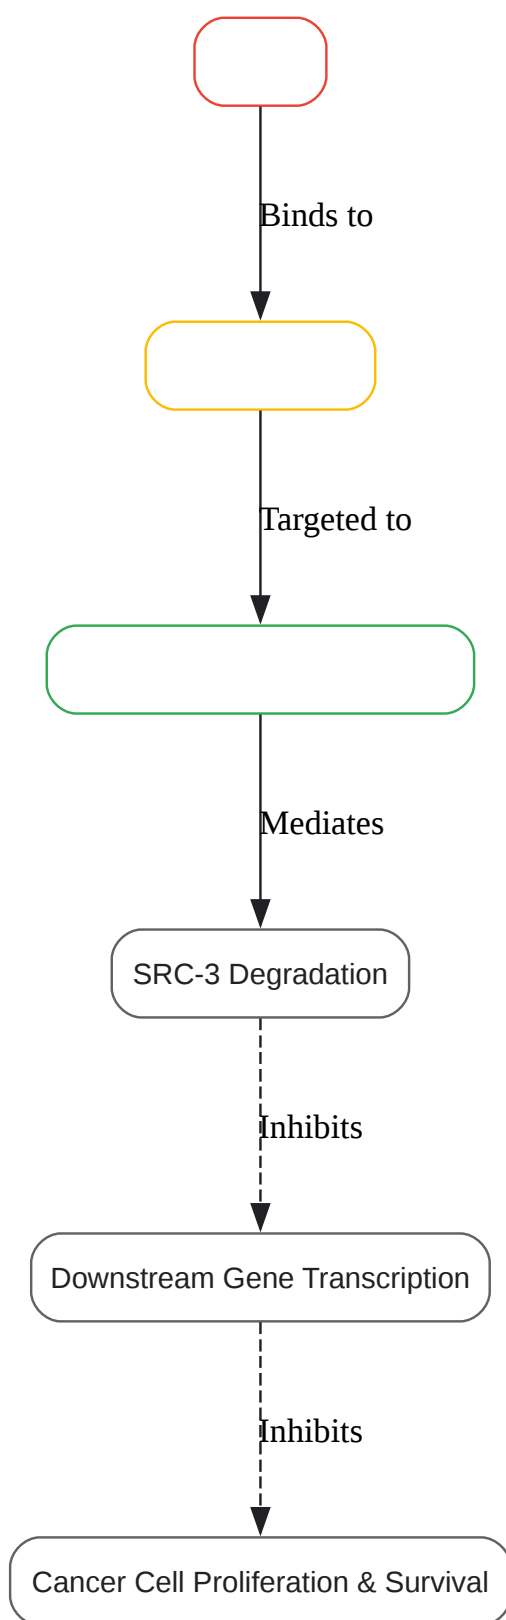 Binds to
Targeted to
Mediates
SRC-3 Degradation
Inhibits
Downstream Gene Transcription
Inhibits
Cancer Cell Proliferation & Survival